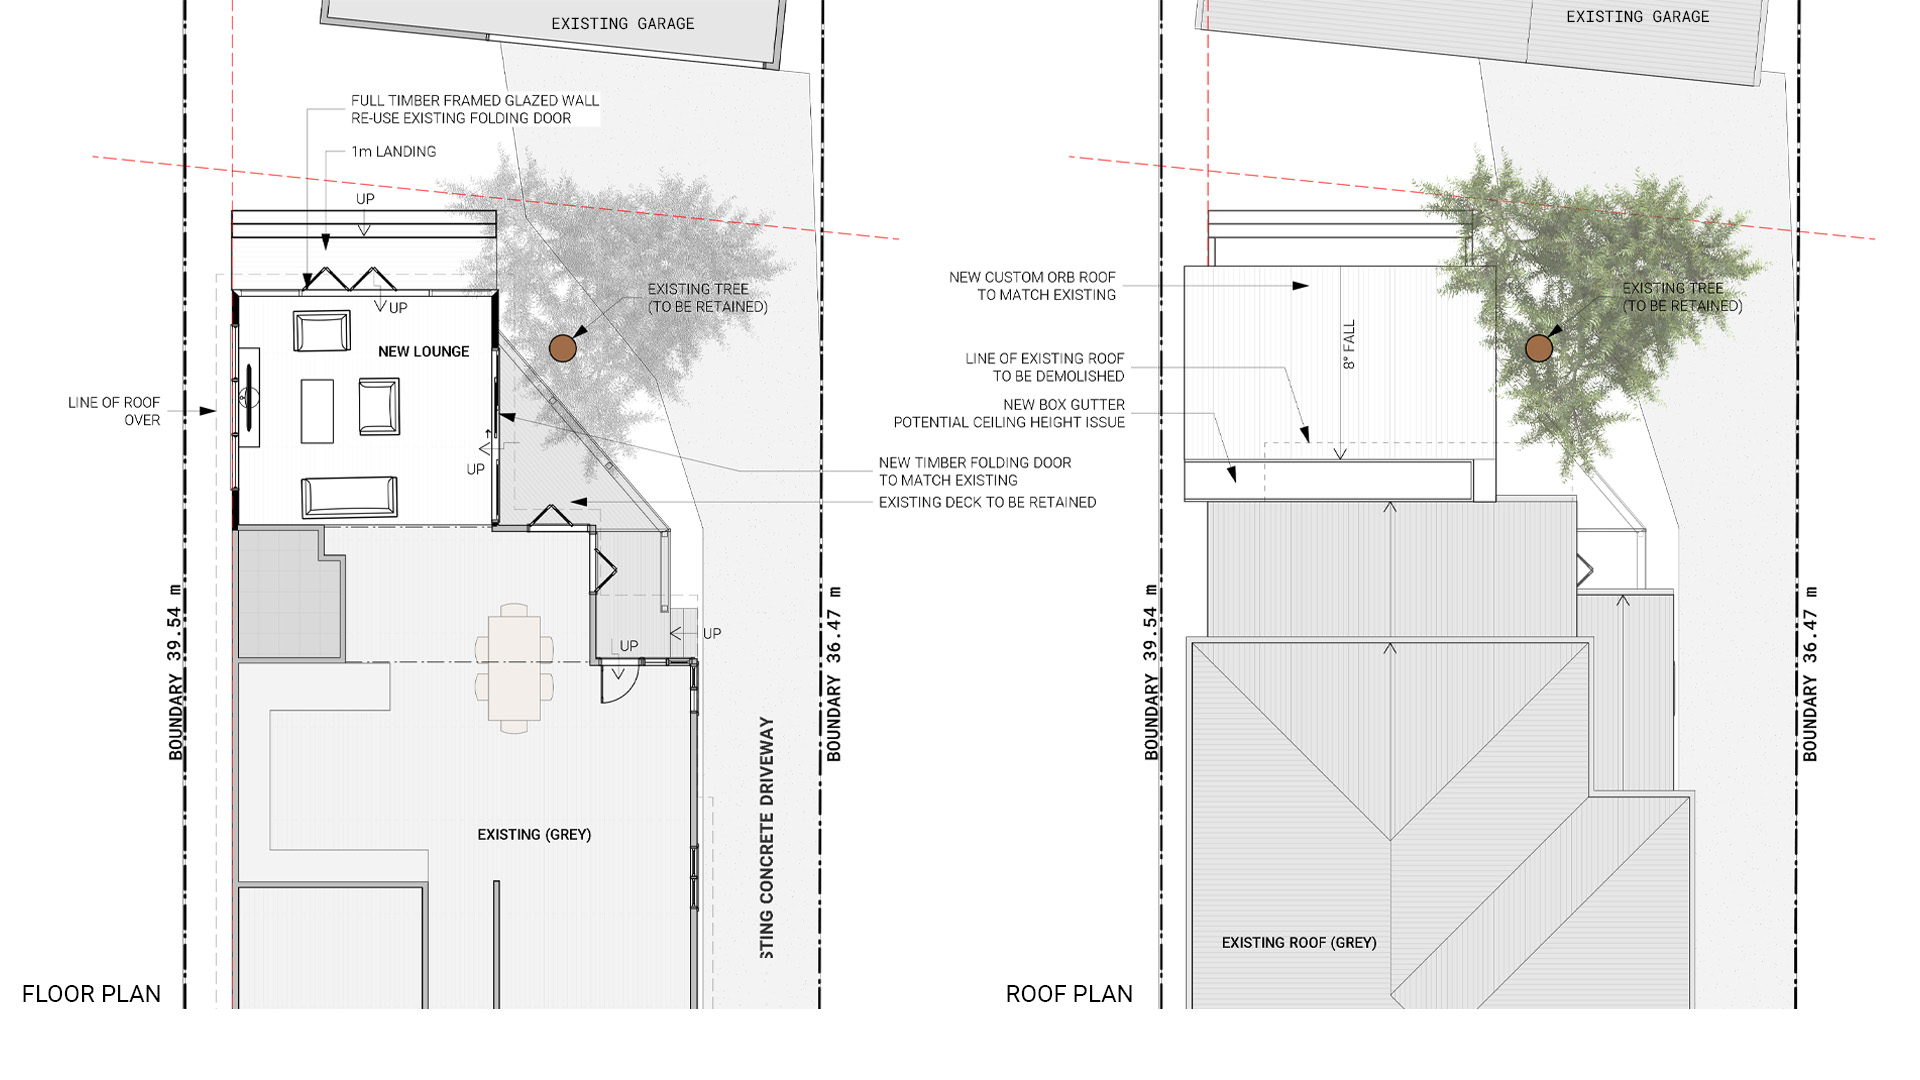 EXISTING GARAGE
FULL TIMBER FRAMED GLAZED WALL
RE-USE EXISTING FOLDING DOOR
1m LANDING
UP
UP
EXISTING TREE
(TO BE RETAINED)
NEW LOUNGE
LINE OF ROOF
OVER
UP
NEW TIMBER FOLDING DOOR
TO MATCH EXISTING
EXISTING DECK TO BE RETAINED
UP
UP
BOUNDARY 39.54 m
BOUNDARY 36.47 m
STING CONCRETE DRIVEWAY
EXISTING (GREY)
FLOOR PLAN
EXISTING GARAGE
NEW CUSTOM ORB ROOF
TO MATCH EXISTING
EXISTING TREE
(TO BE RETAINED)
8° FALL
LINE OF EXISTING ROOF
TO BE DEMOLISHED
NEW BOX GUTTER
POTENTIAL CEILING HEIGHT ISSUE
BOUNDARY 39.54 m
BOUNDARY 36.47 m
EXISTING ROOF (GREY)
ROOF PLAN